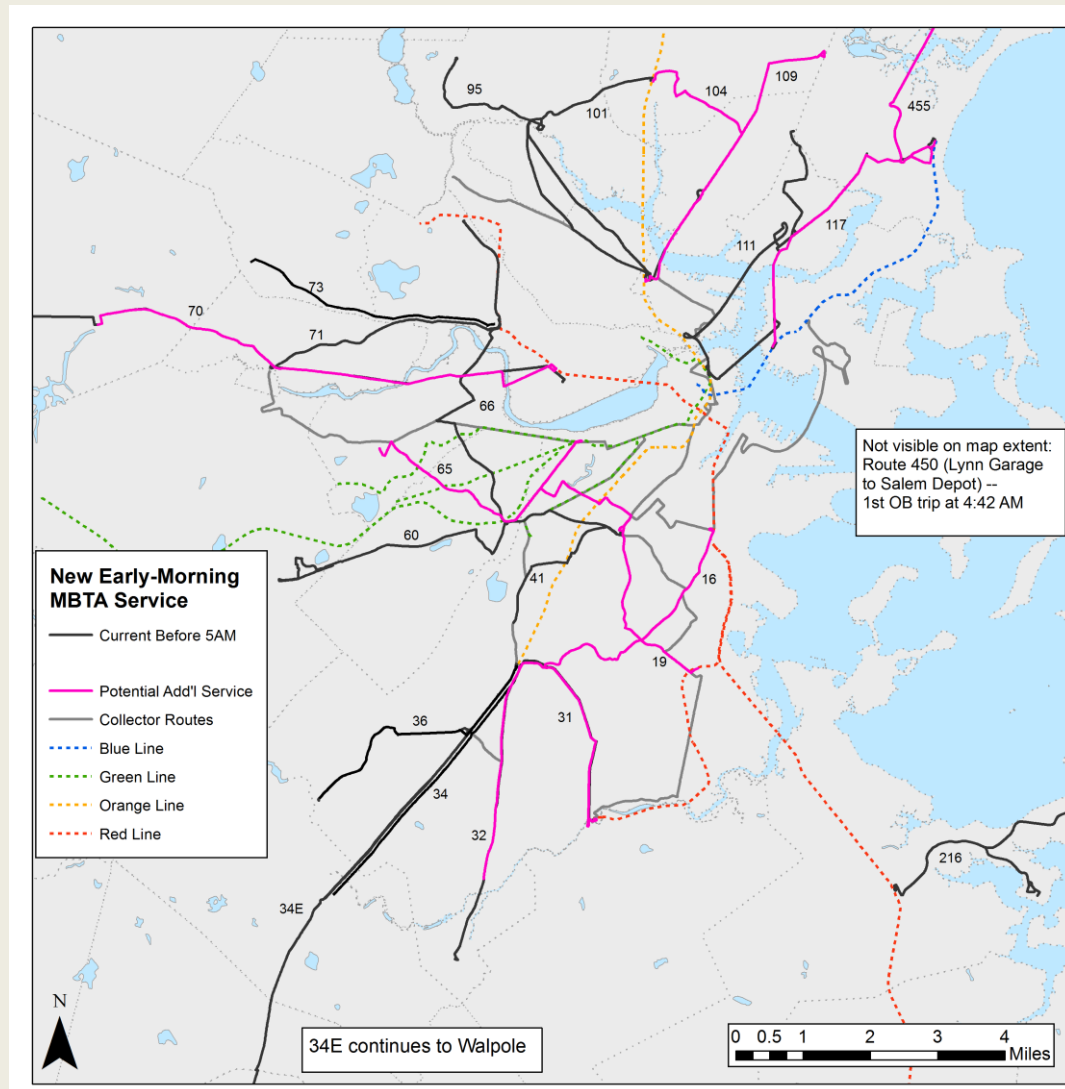 95
101
104
109
455
111
117
73
70
71
66
65
60
41
16
19
Not visible on map extent:
Route 450 (Lynn Garage
to Salem Depot) --
1st OB trip at 4:42 AM
New Early-Morning
MBTA Service
Current Before 5AM
Potential Add'l Service
Collector Routes
Blue Line
Green Line
Orange Line
Red Line
36
31
34
32
34E
216
N
34E continues to Walpole
0 0.5 1 2 3 4
Miles